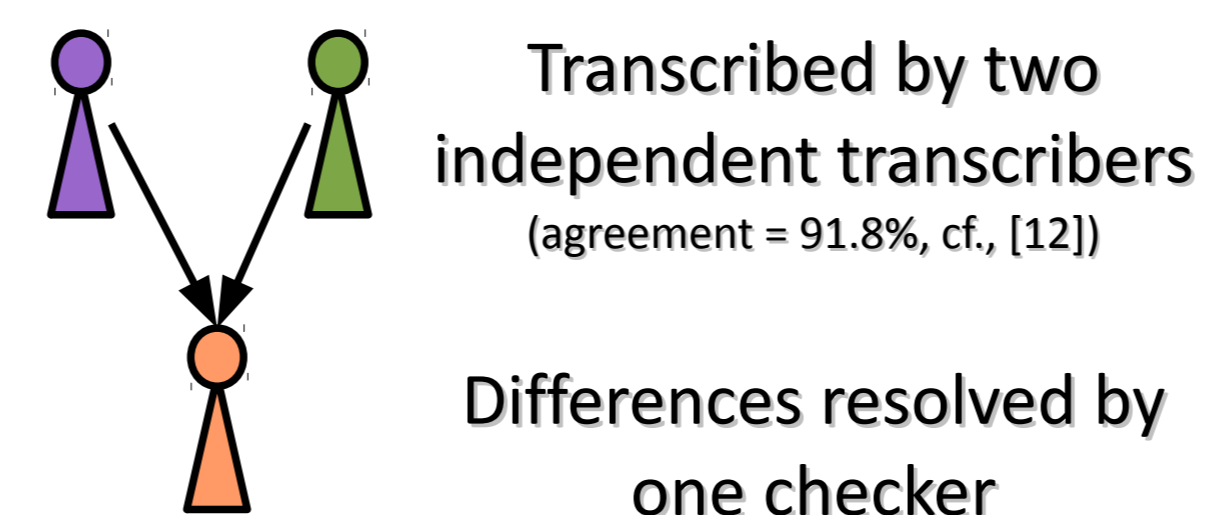 Transcribed by two
independent transcribers
(agreement = 91.8%, cf., [12])
Differences resolved by
one checker